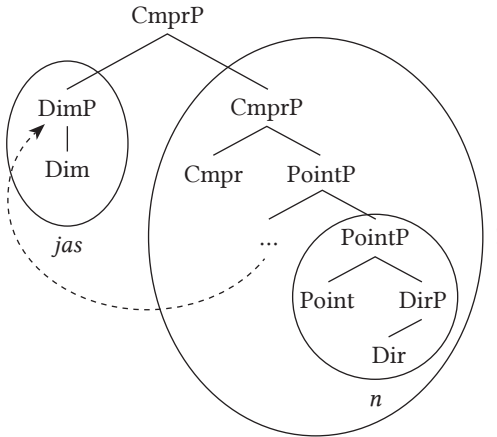 CmprP
DimP
CmprP
Dim
Cmpr
PointP
jas
...
PointP
Point
DirP
Dir
n